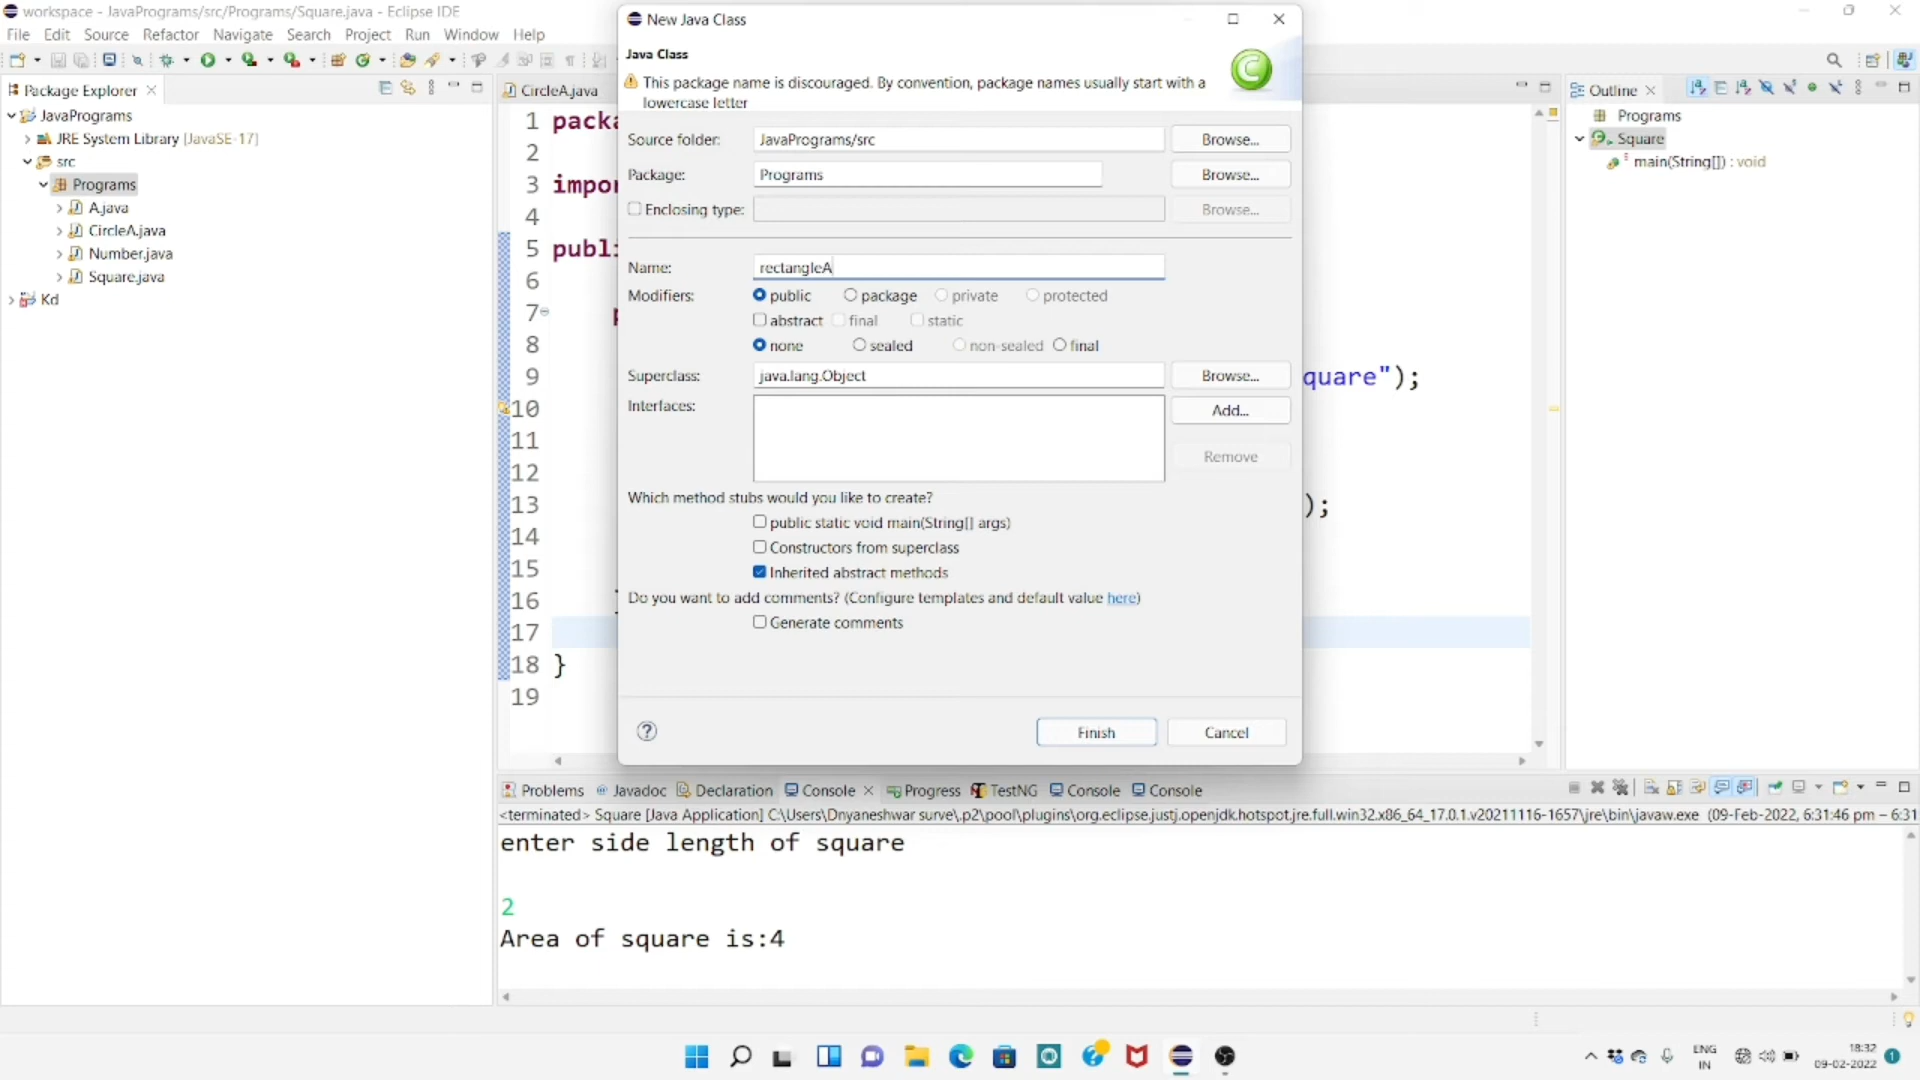 workspace - JavaPrograms/src/Programs/Square.java - Eclipse IDE
File Edit Source Refactor Navigate Search Project Run Window Help
Package Explorer
JavaPrograms
JRE System Library [JavaSE-17]
src
Programs
A.java
CircleA.java
Number.java
Square.java
Kd
CircleA.java
1 packa
2
3 impor
4
5 publi
6
7
8
9 quare");
10
11
12
13 );
14
15
16
17
18 }
19
New Java Class
Java Class
This package name is discouraged. By convention, package names usually start with a
lowercase letter
Source folder: JavaPrograms/src Browse...
Package: Programs Browse...
Enclosing type: Browse...
Name: rectangleA
Modifiers: public package private protected
abstract final static
none sealed non-sealed final
Superclass: java.lang.Object Browse...
Interfaces: Add...
Remove
Which method stubs would you like to create?
public static void main(String[] args)
Constructors from superclass
Inherited abstract methods
Do you want to add comments? (Configure templates and default value here)
Generate comments
Finish Cancel
Outline
Programs
Square
main(String[]) : void
Problems Javadoc Declaration Console Progress TestNG Console Console
<terminated> Square [Java Application] C:\Users\Dnyaneshwar surve\.p2\pool\plugins\org.eclipse.justj.openjdk.hotspot.jre.full.win32.x86_64_17.0.1.v20211116-1657\jre\bin\javaw.exe (09-Feb-2022, 6:31:46 pm – 6:31
enter side length of square
2
Area of square is:4
ENG
IN
18:32
09-02-2022
1